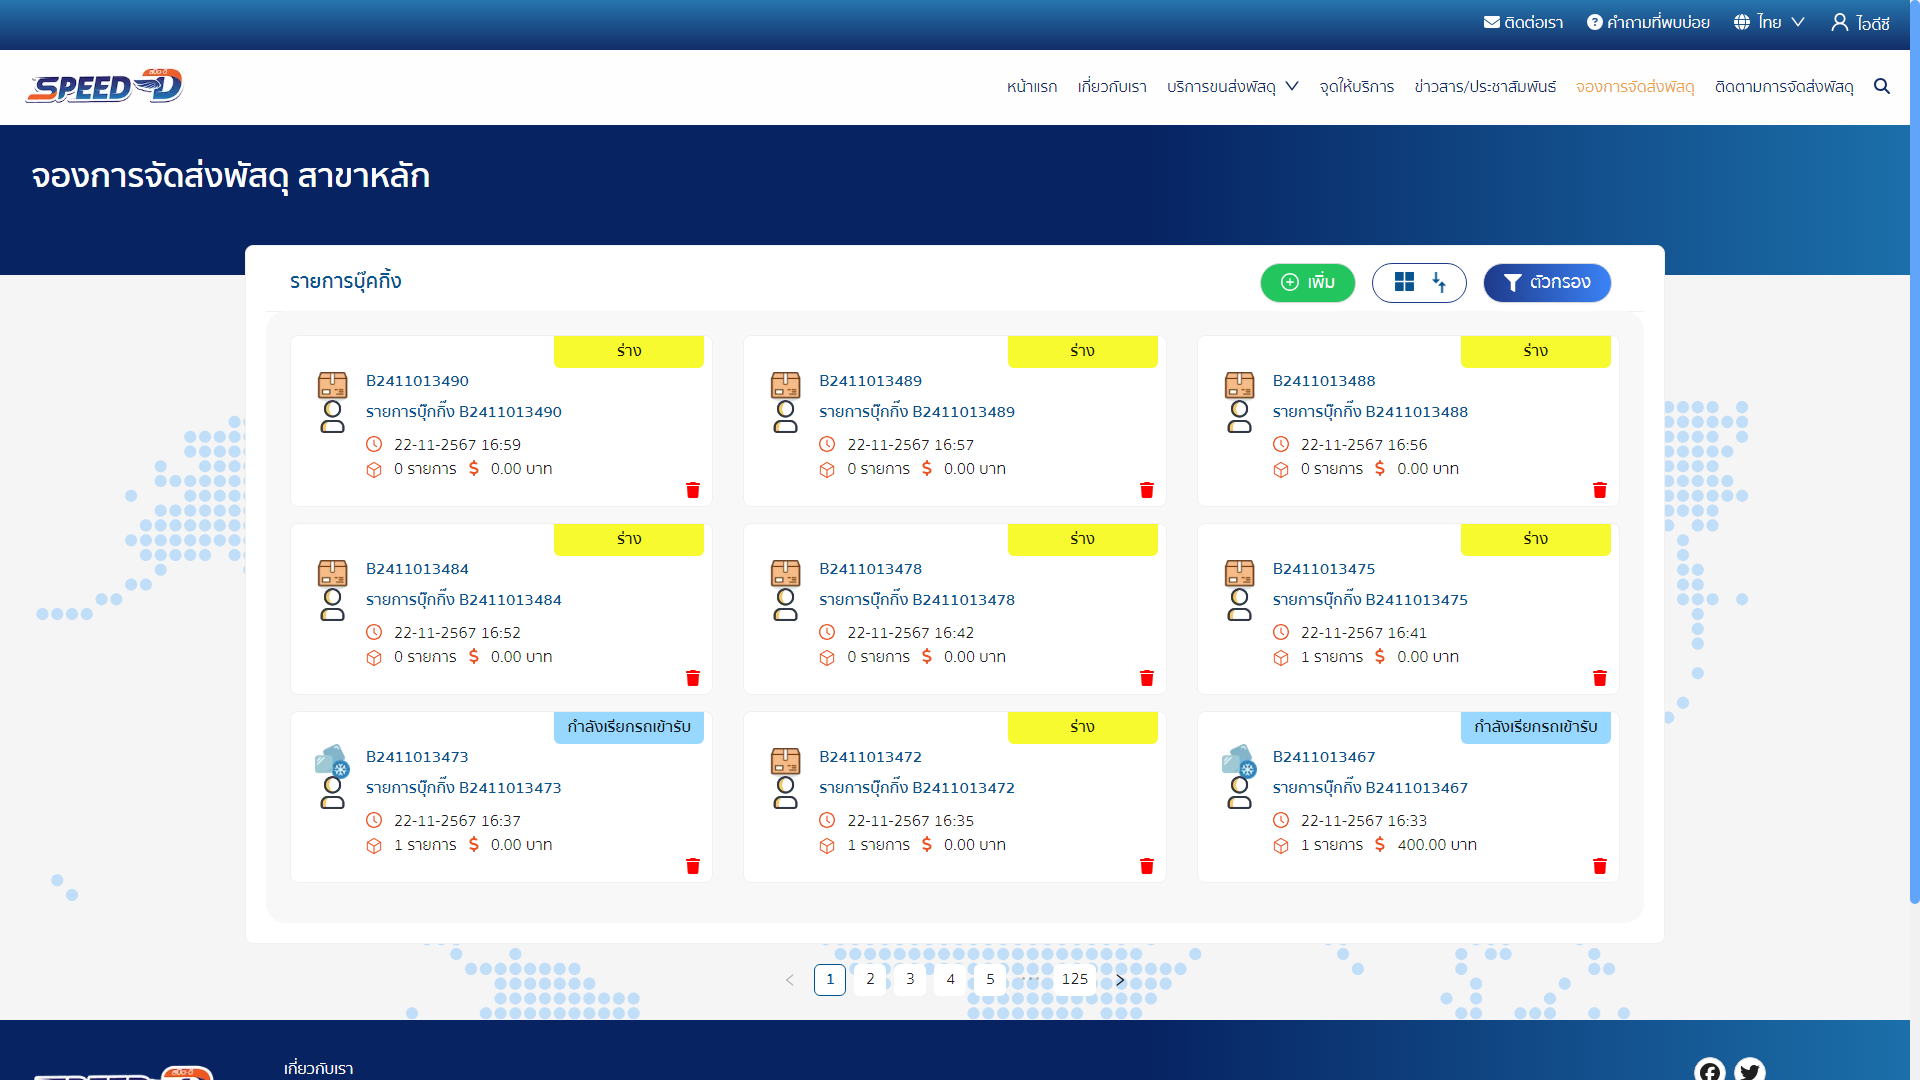 ติดต่อเรา คำถามที่พบบ่อย ไทย ไอดีซี
สปีด-ดี
SPEED-D
หน้าแรก เกี่ยวกับเรา บริการขนส่งพัสดุ จุดให้บริการ ข่าวสาร/ประชาสัมพันธ์ จองการจัดส่งพัสดุ ติดตามการจัดส่งพัสดุ
จองการจัดส่งพัสดุ สาขาหลัก
รายการบุ๊คกิ้ง เพิ่ม ตัวกรอง
ร่าง
B2411013490
รายการบุ๊กกิ๊ง B2411013490
22-11-2567 16:59
0 รายการ $ 0.00 บาท
ร่าง
B2411013489
รายการบุ๊กกิ๊ง B2411013489
22-11-2567 16:57
0 รายการ $ 0.00 บาท
ร่าง
B2411013488
รายการบุ๊กกิ๊ง B2411013488
22-11-2567 16:56
0 รายการ $ 0.00 บาท
ร่าง
B2411013484
รายการบุ๊กกิ๊ง B2411013484
22-11-2567 16:52
0 รายการ $ 0.00 บาท
ร่าง
B2411013478
รายการบุ๊กกิ๊ง B2411013478
22-11-2567 16:42
0 รายการ $ 0.00 บาท
ร่าง
B2411013475
รายการบุ๊กกิ๊ง B2411013475
22-11-2567 16:41
1 รายการ $ 0.00 บาท
กำลังเรียกรถเข้ารับ
B2411013473
รายการบุ๊กกิ๊ง B2411013473
22-11-2567 16:37
1 รายการ $ 0.00 บาท
ร่าง
B2411013472
รายการบุ๊กกิ๊ง B2411013472
22-11-2567 16:35
1 รายการ $ 0.00 บาท
กำลังเรียกรถเข้ารับ
B2411013467
รายการบุ๊กกิ๊ง B2411013467
22-11-2567 16:33
1 รายการ $ 400.00 บาท
< 1 2 3 4 5 ••• 125 >
เกี่ยวกับเรา
สปีด-ดี